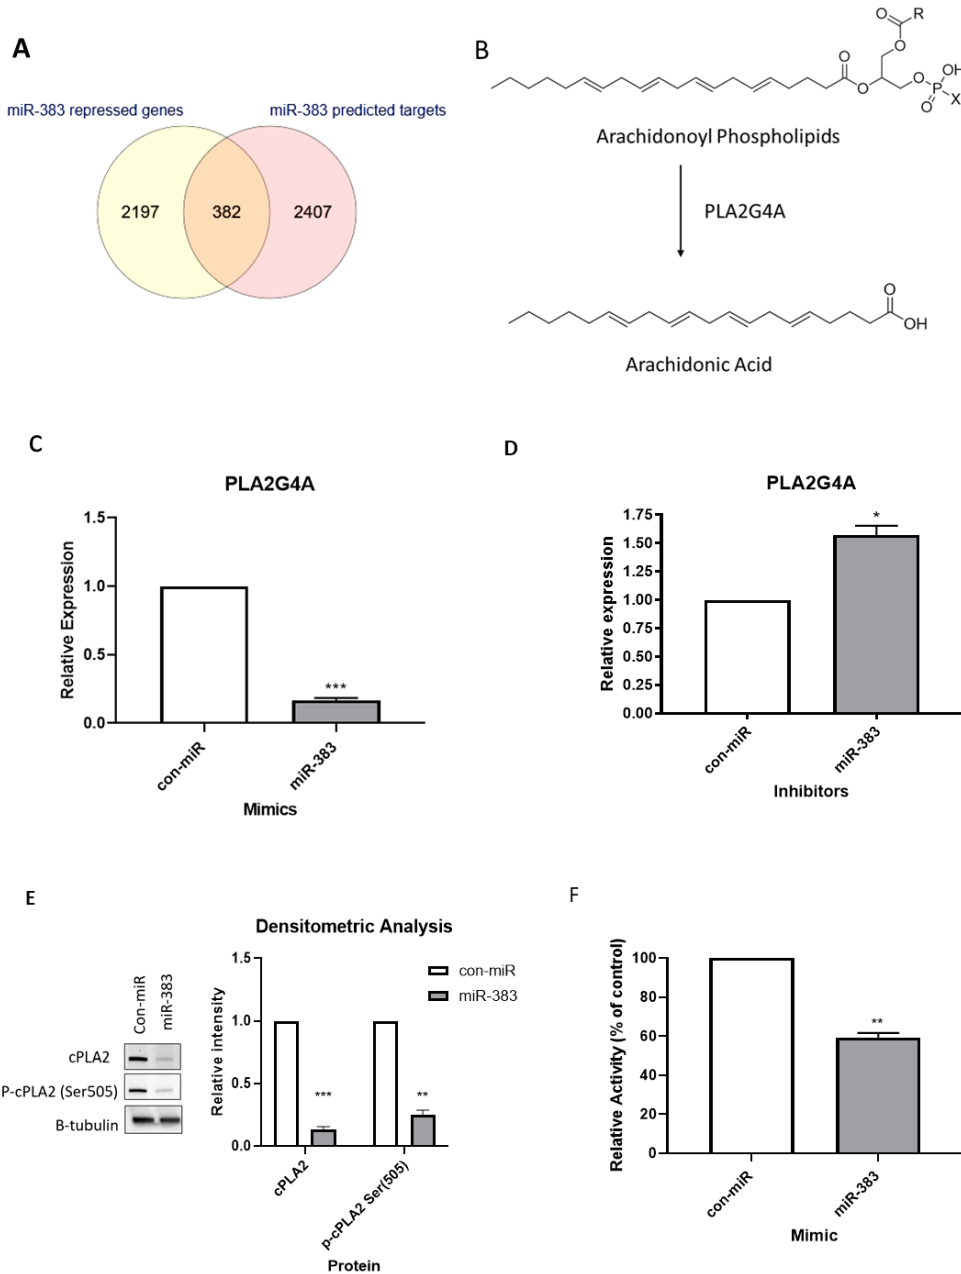 A
miR-383 repressed genes
miR-383 predicted targets
2197
382
2407
B
O
R
O
O
O
O
OH
P
O
X
Arachidonoyl Phospholipids
PLA2G4A
O
OH
Arachidonic Acid
C
PLA2G4A
Relative Expression
1.5
1.0
0.5
0.0
***
con-miR
miR-383
Mimics
D
PLA2G4A
Relative expression
1.75
1.50
1.25
1.00
0.75
0.50
0.25
0.00
*
con-miR
miR-383
Inhibitors
E
Con-miR
miR-383
cPLA2
P-cPLA2 (Ser505)
B-tubulin
Densitometric Analysis
Relative intensity
1.5
1.0
0.5
0.0
con-miR
miR-383
***
**
cPLA2
p-cPLA2 Ser(505)
Protein
F
Relative Activity (% of control)
100
80
60
40
20
0
**
con-miR
miR-383
Mimic